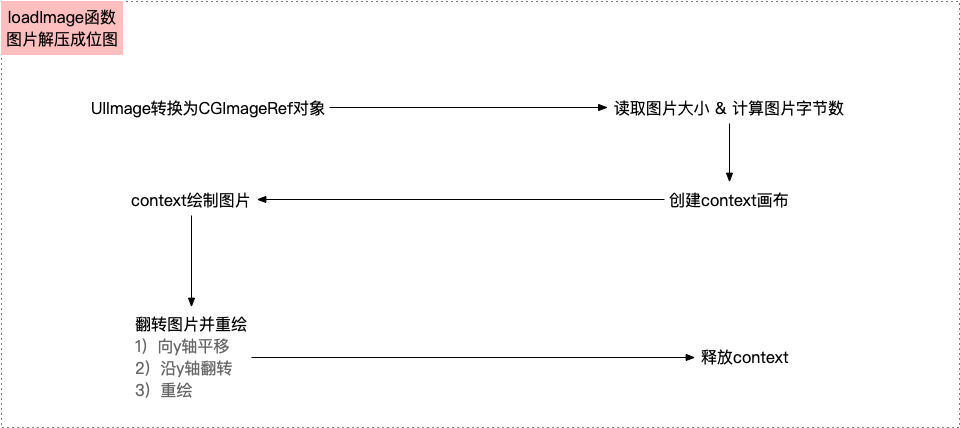 loadImage函数
图片解压成位图
UIImage转换为CGImageRef对象
读取图片大小 & 计算图片字节数
context绘制图片
创建context画布
翻转图片并重绘
1）向y轴平移
2）沿y轴翻转
3）重绘
释放context